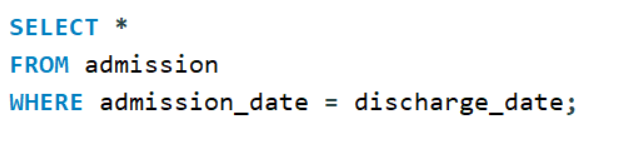 SELECT *
FROM admission
WHERE admission_date = discharge_date;